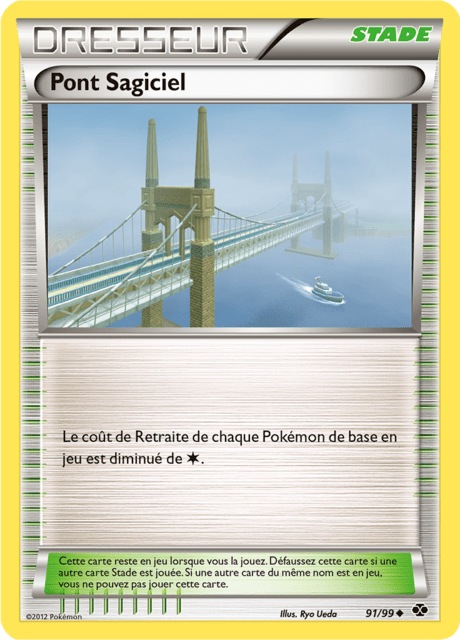 DRESSEUR
STADE
Pont Sagiciel
Le coût de Retraite de chaque Pokémon de base en
jeu est diminué de .
Cette carte reste en jeu lorsque vous la jouez. Défaussez cette carte si une
autre carte Stade est jouée. Si une autre carte du même nom est en jeu,
vous ne pouvez pas jouer cette carte.
©2012 Pokémon
Illus. Ryo Ueda
91/99